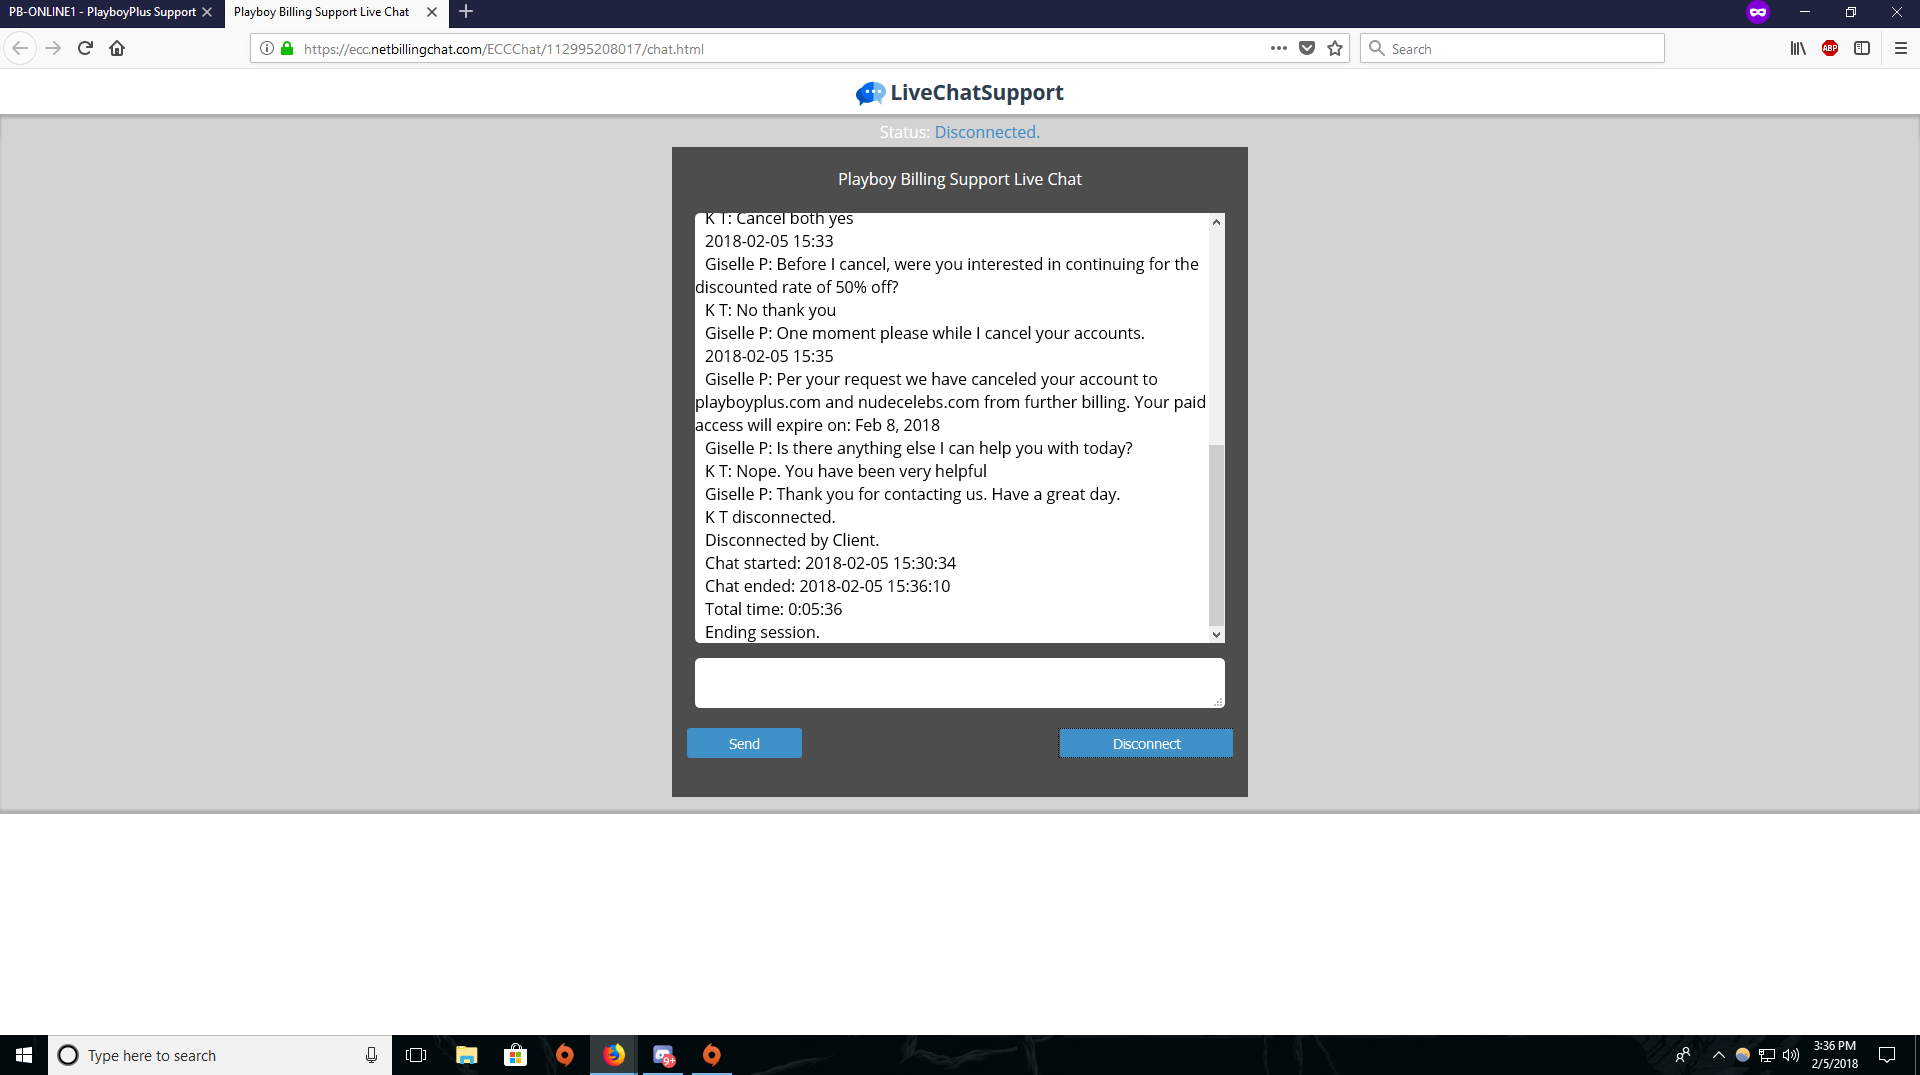 PB-ONLINE1 - PlayboyPlus Support
Playboy Billing Support Live Chat
https://ecc.netbillingchat.com/ECCChat/112995208017/chat.html
Search
ABP
LiveChatSupport
Status: Disconnected.
Playboy Billing Support Live Chat
K T: Cancel both yes
2018-02-05 15:33
Giselle P: Before I cancel, were you interested in continuing for the
discounted rate of 50% off?
K T: No thank you
Giselle P: One moment please while I cancel your accounts.
2018-02-05 15:35
Giselle P: Per your request we have canceled your account to
playboyplus.com and nudecelebs.com from further billing. Your paid
access will expire on: Feb 8, 2018
Giselle P: Is there anything else I can help you with today?
K T: Nope. You have been very helpful
Giselle P: Thank you for contacting us. Have a great day.
K T disconnected.
Disconnected by Client.
Chat started: 2018-02-05 15:30:34
Chat ended: 2018-02-05 15:36:10
Total time: 0:05:36
Ending session.
Send
Disconnect
Type here to search
9+
3:36 PM
2/5/2018